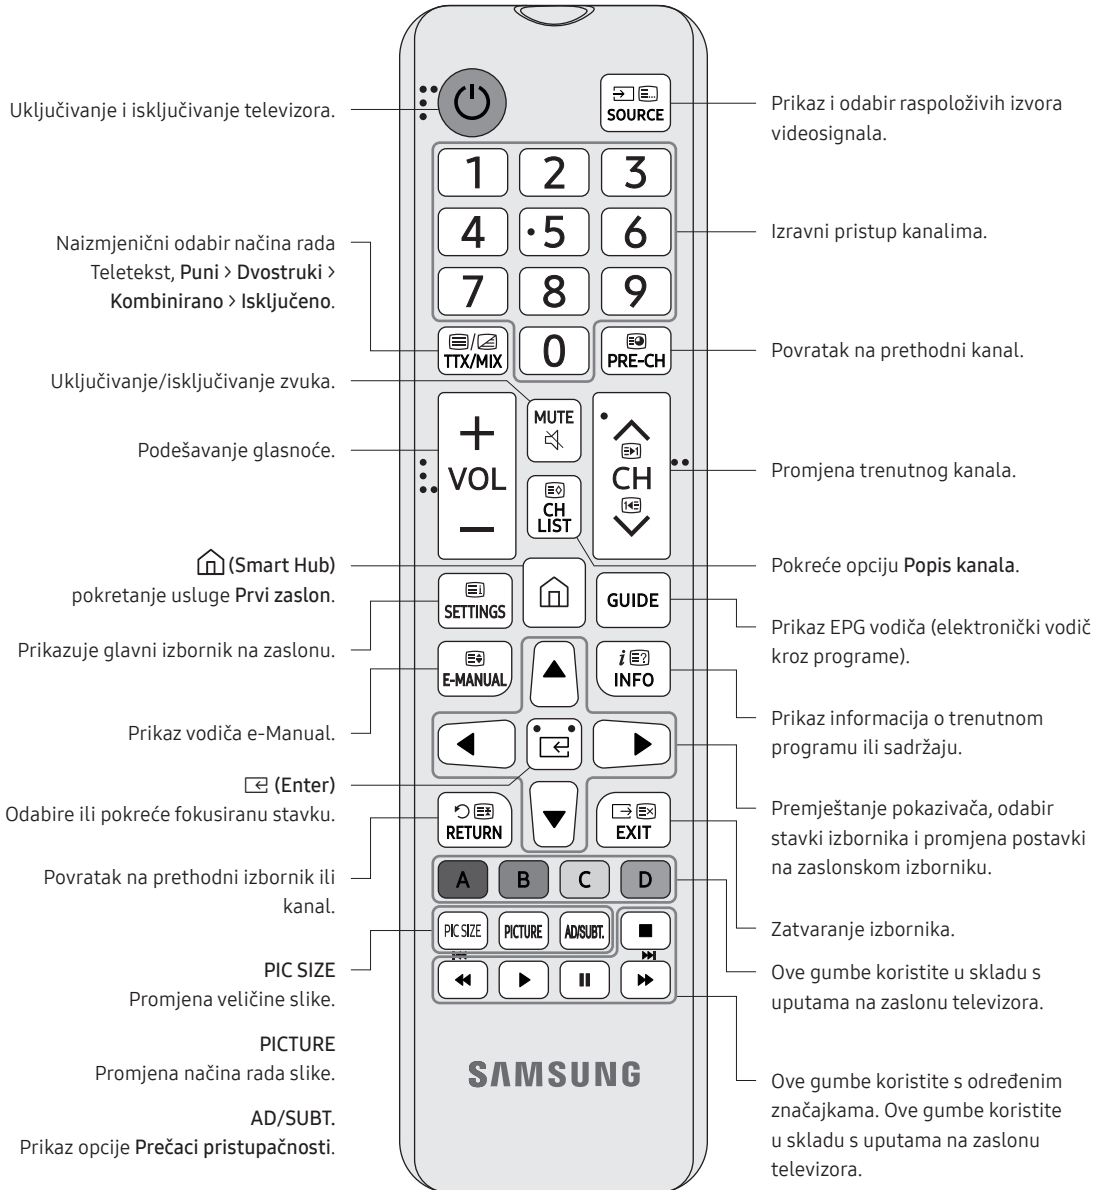 Uključivanje i isključivanje televizora.
Naizmjenični odabir načina rada
Teletekst, Puni > Dvostruki >
Kombinirano > Isključeno.
Uključivanje/isključivanje zvuka.
Podešavanje glasnoće.
(Smart Hub)
pokretanje usluge Prvi zaslon.
Prikazuje glavni izbornik na zaslonu.
Prikaz vodiča e-Manual.
(Enter)
Odabire ili pokreće fokusiranu stavku.
Povratak na prethodni izbornik ili
kanal.
PIC SIZE
Promjena veličine slike.
PICTURE
Promjena načina rada slike.
AD/SUBT.
Prikaz opcije Prečaci pristupačnosti.
SOURCE
1 2 3
4 5 6
7 8 9
TTX/MIX 0 PRE-CH
MUTE
VOL
CH
CH
LIST
SETTINGS
GUIDE
E-MANUAL
INFO
RETURN
EXIT
A B C D
PIC SIZE PICTURE AD/SUBT.
SAMSUNG
Prikaz i odabir raspoloživih izvora
videosignala.
Izravni pristup kanalima.
Povratak na prethodni kanal.
Promjena trenutnog kanala.
Pokreće opciju Popis kanala.
Prikaz EPG vodiča (elektronički vodič
kroz programe).
Prikaz informacija o trenutnom
programu ili sadržaju.
Premještanje pokazivača, odabir
stavki izbornika i promjena postavki
na zaslonskom izborniku.
Zatvaranje izbornika.
Ove gumbe koristite u skladu s
uputama na zaslonu televizora.
Ove gumbe koristite s određenim
značajkama. Ove gumbe koristite
u skladu s uputama na zaslonu
televizora.